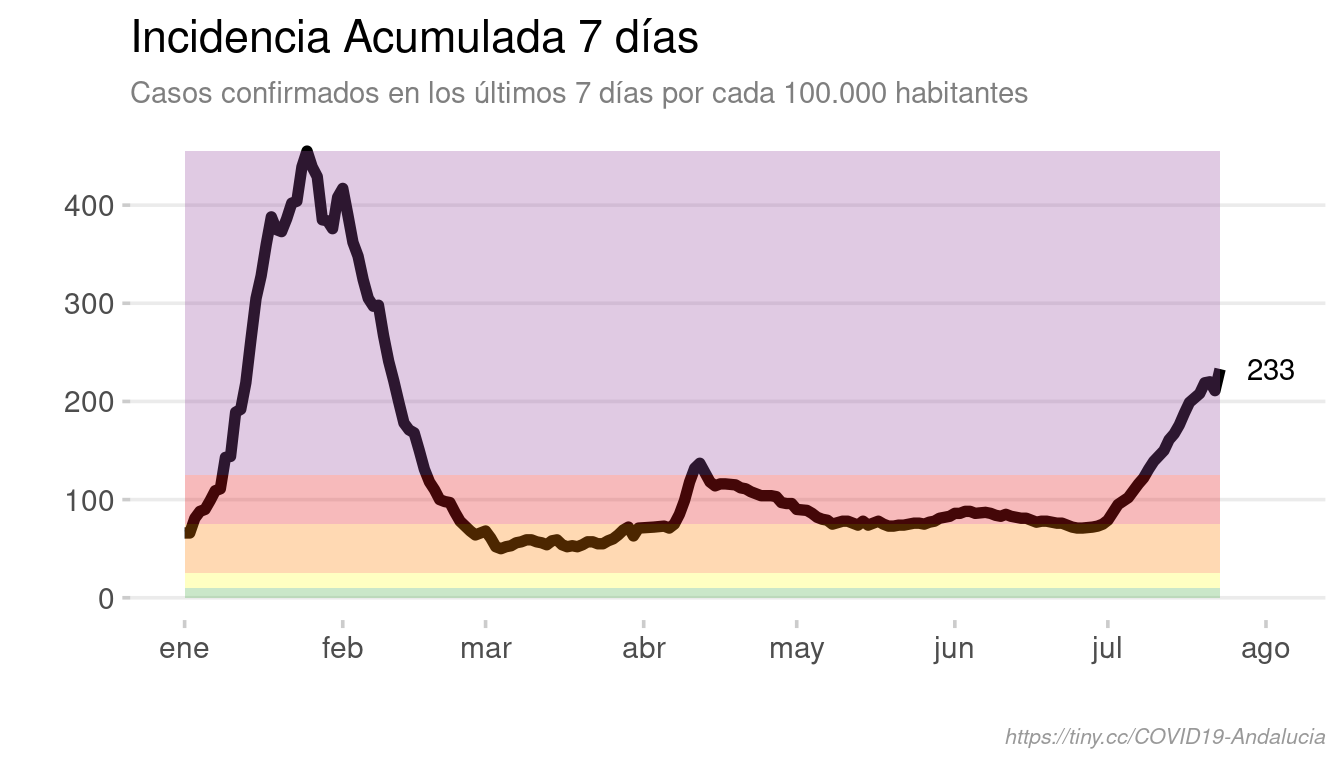 Incidencia Acumulada 7 días
Casos confirmados en los últimos 7 días por cada 100.000 habitantes
400
300
200
100
0
233
ene feb mar abr may jun jul ago
https://tiny.cc/COVID19-Andalucia